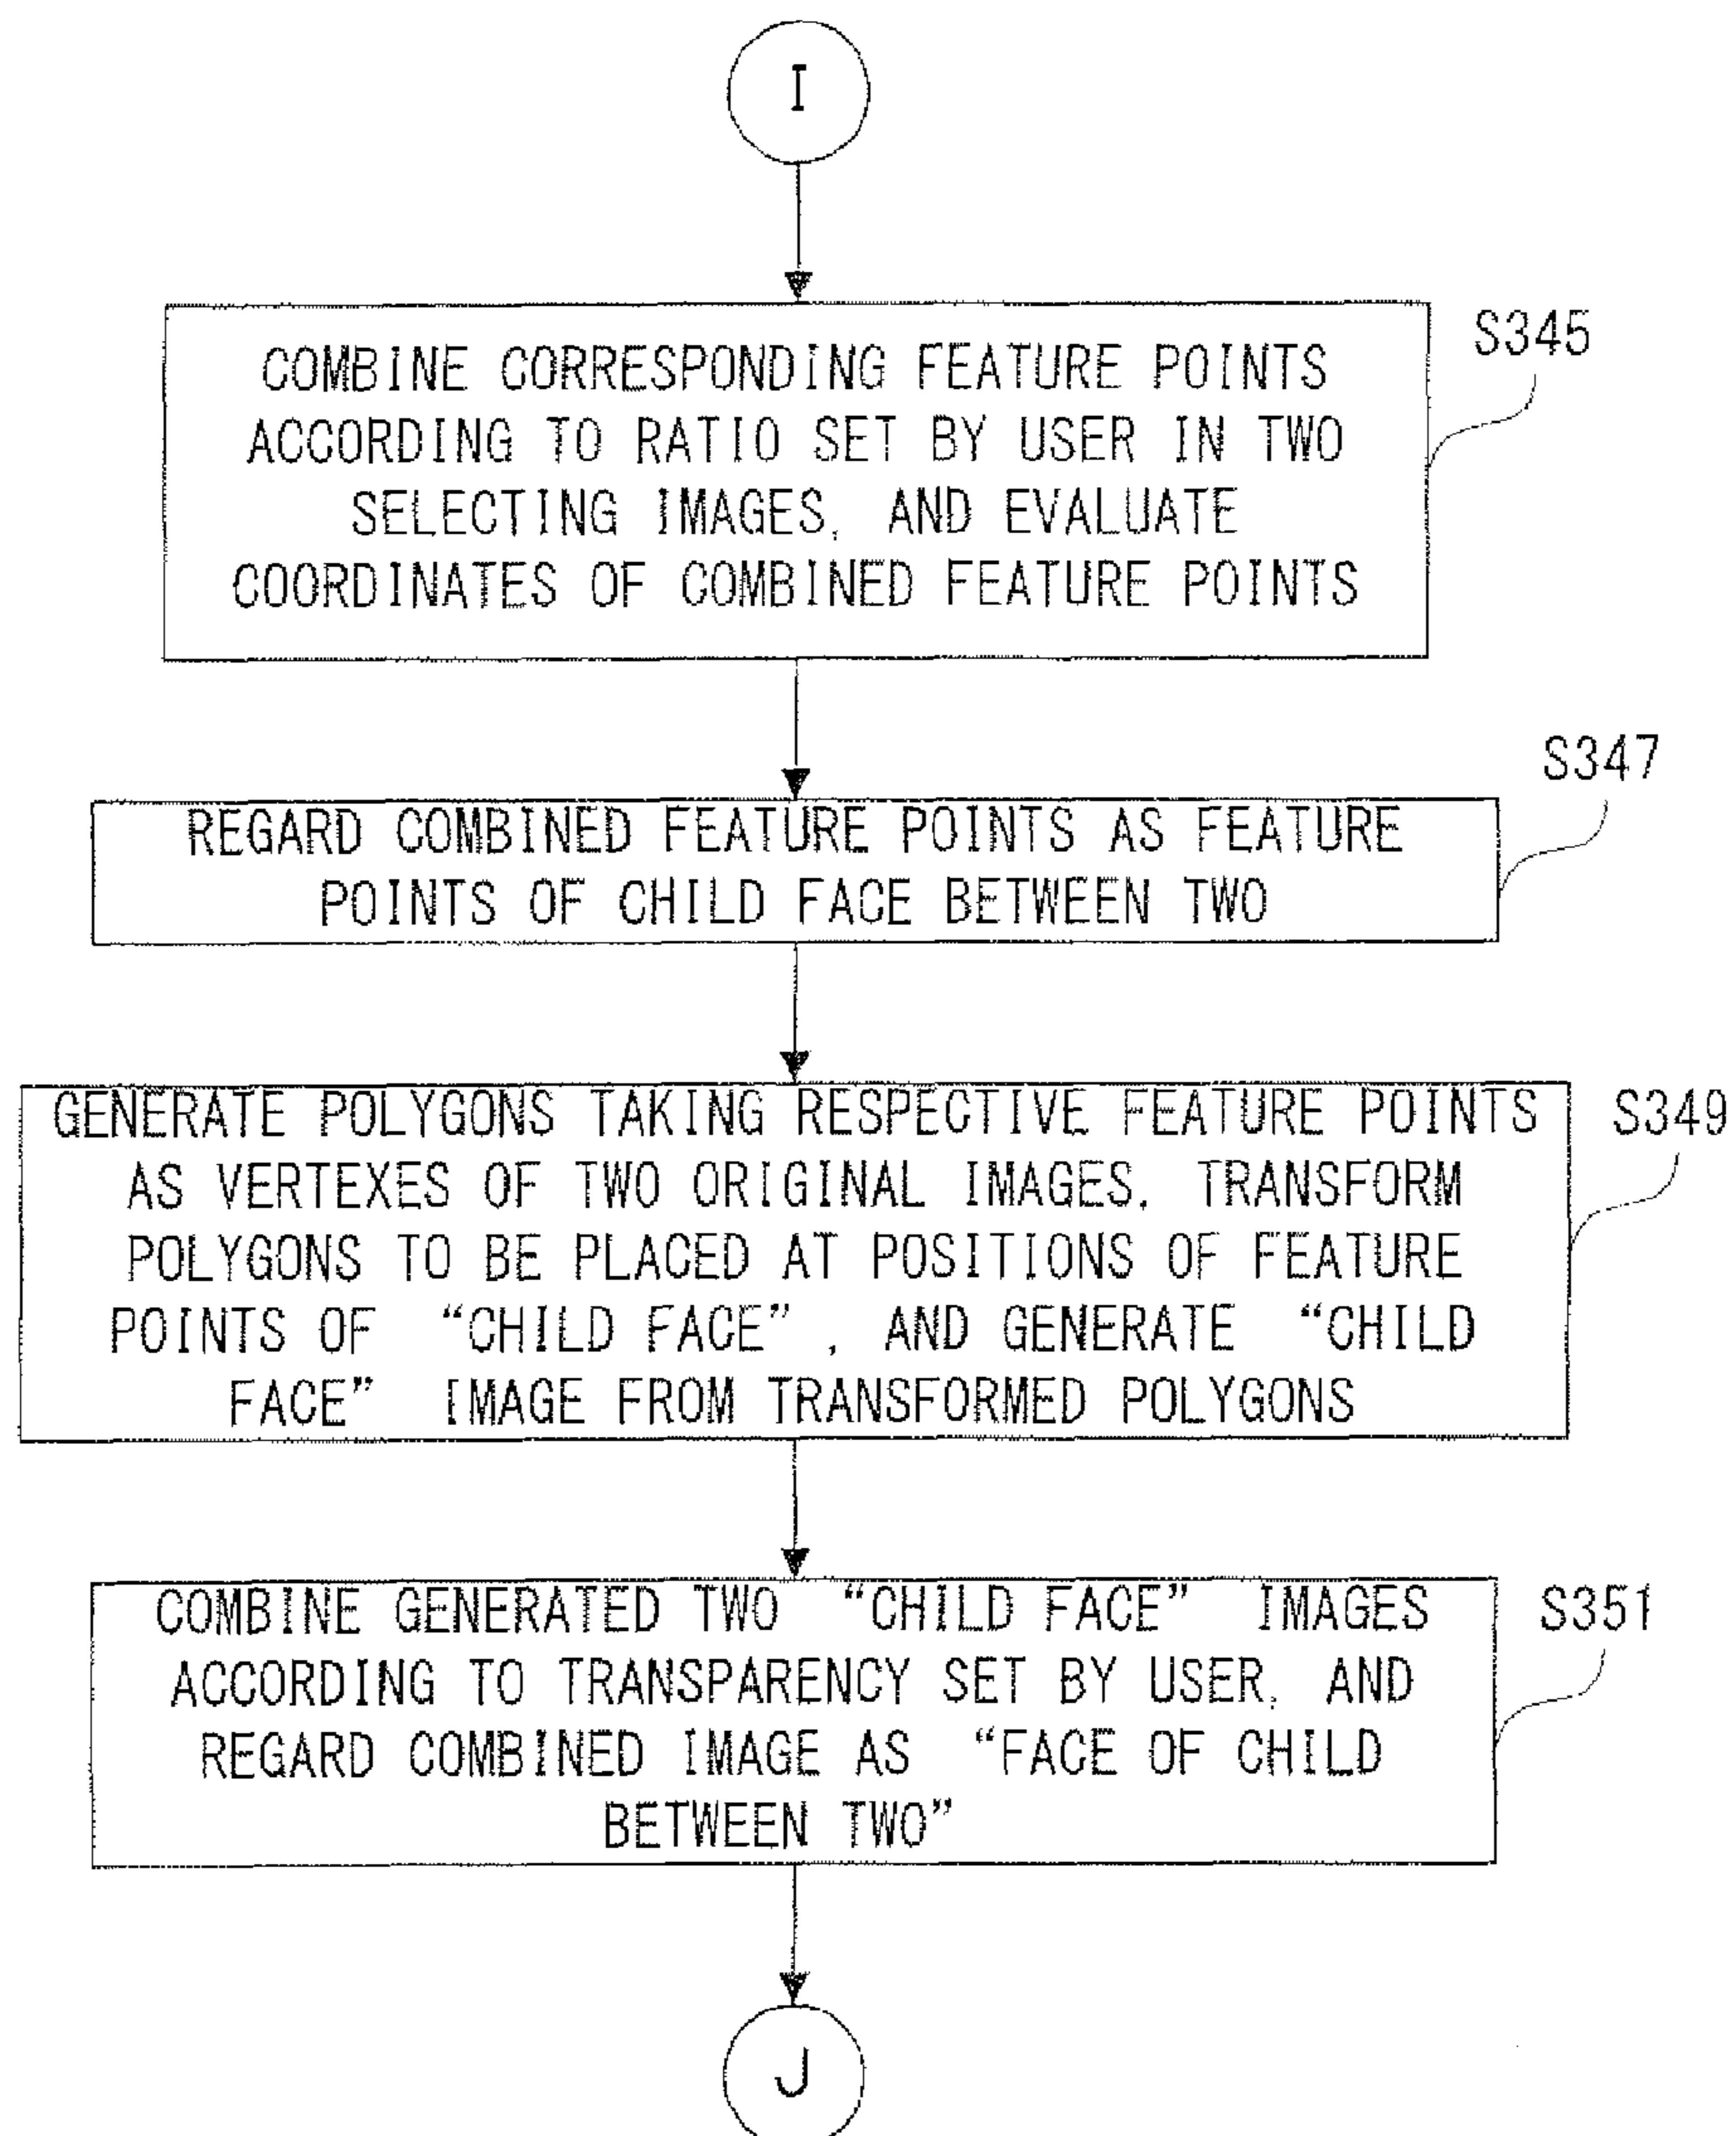 I
COMBINE CORRESPONDING FEATURE POINTS
ACCORDING TO RATIO SET BY USER IN TWO
SELECTING IMAGES, AND EVALUATE
COORDINATES OF COMBINED FEATURE POINTS
S345
REGARD COMBINED FEATURE POINTS AS FEATURE
POINTS OF CHILD FACE BETWEEN TWO
S347
GENERATE POLYGONS TAKING RESPECTIVE FEATURE POINTS
AS VERTEXES OF TWO ORIGINAL IMAGES, TRANSFORM
POLYGONS TO BE PLACED AT POSITIONS OF FEATURE
POINTS OF “CHILD FACE”, AND GENERATE “CHILD
FACE” IMAGE FROM TRANSFORMED POLYGONS
S349
COMBINE GENERATED TWO “CHILD FACE” IMAGES
ACCORDING TO TRANSPARENCY SET BY USER, AND
REGARD COMBINED IMAGE AS “FACE OF CHILD
BETWEEN TWO”
S351
J